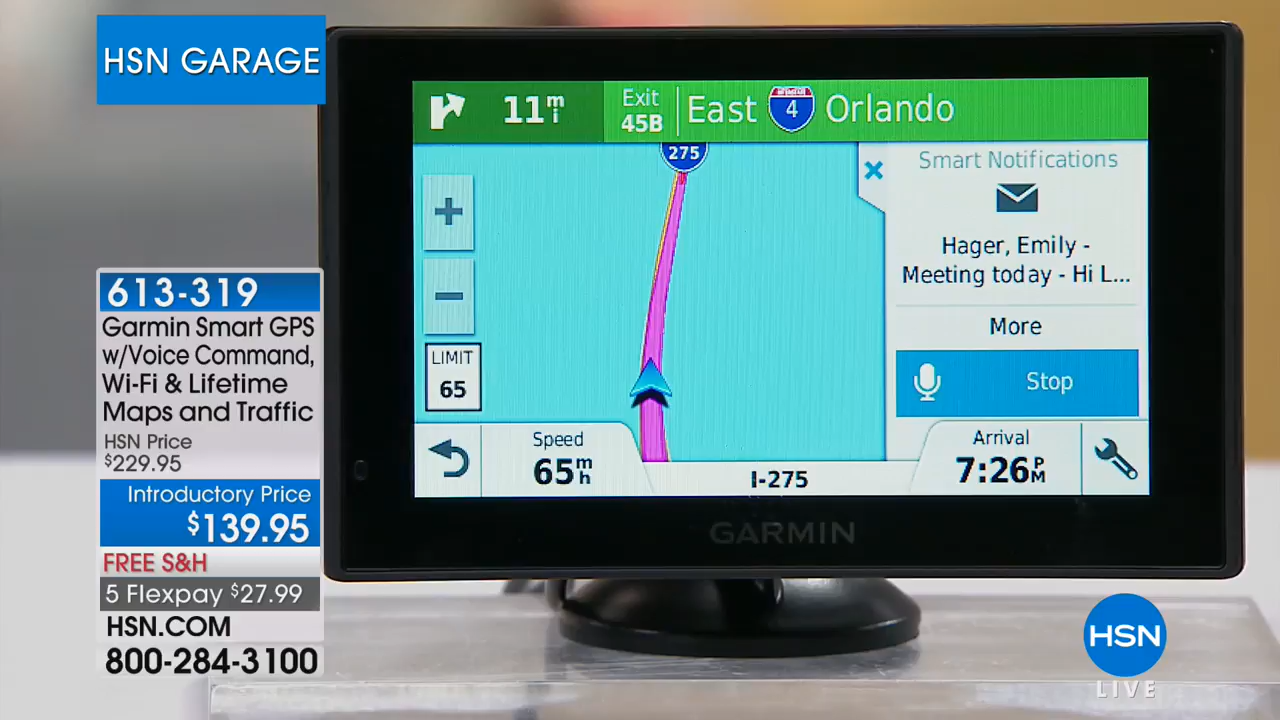 HSN GARAGE
613-319
Garmin Smart GPS
w/Voice Command,
Wi-Fi & Lifetime
Maps and Traffic
HSN Price
$229.95
Introductory Price
$139.95
FREE S&H
5 Flexpay $27.99
HSN.COM
800-284-3100
11 mi
Exit
45B
East 4 Orlando
275
Smart Notifications
Hager, Emily -
Meeting today - Hi L...
More
Stop
LIMIT
65
Speed
65 mh
I-275
Arrival
7:26 PM
GARMIN
HSN
LIVE